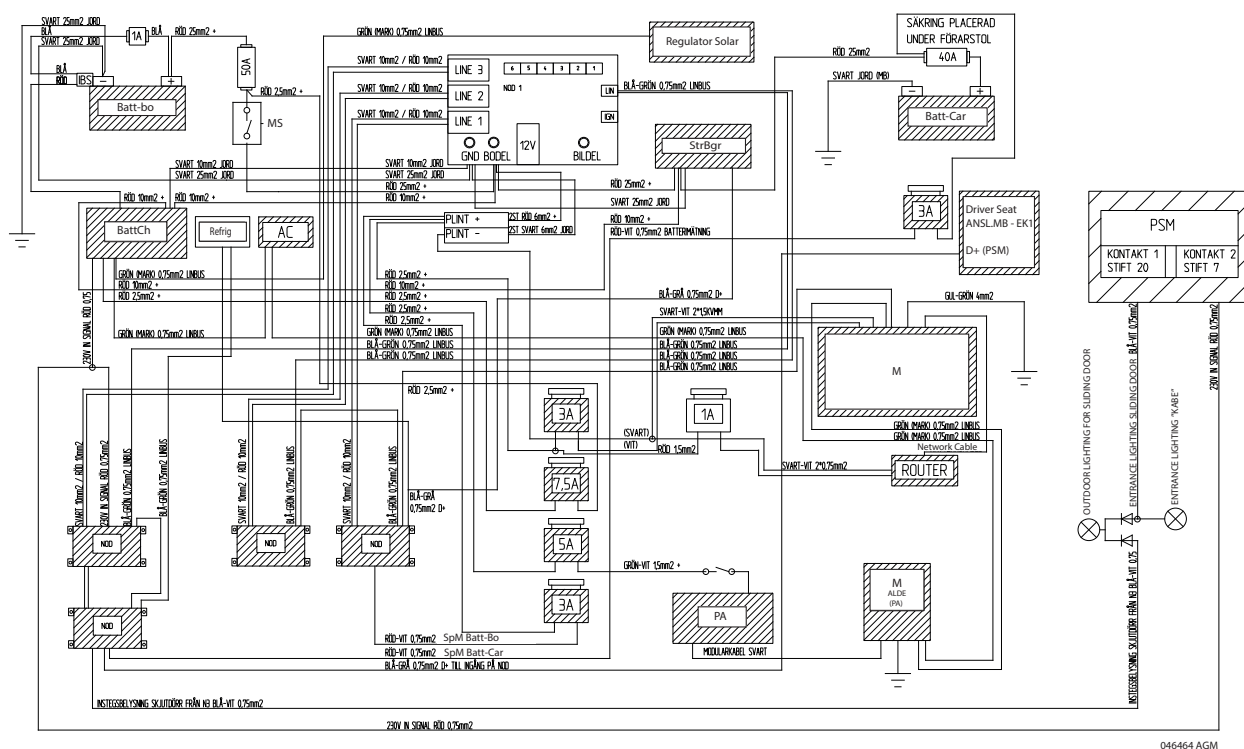 SVART 25mm2 JORD
BLÅ
SVART 25mm2 JORD
1A
BLÅ
RÖD 25mm2 +
BLÅ
RÖD
IBS
-
+
Batt-bo
50A
RÖD 2,5mm2 +
MS
GRÖN (MARK) 0,75mm2 LINBUS
Regulator Solar
SVART 10mm2 / RÖD 10mm2
LINE 3
SVART 10mm2 / RÖD 10mm2
LINE 2
SVART 10mm2 / RÖD 10mm2
LINE 1
6 5 4 3 2 1
NOD 1
LIN
IGN
12V
GND
BODEL
BILDEL
BLÅ-GRÖN 0,75mm2 LINBUS
StrBgr
SÄKRING PLACERAD
UNDER FÖRARSTOL
RÖD 25mm2
40A
SVART JORD (MB)
-
+
Batt-Car
SVART 10mm2 JORD
SVART 25mm2 JORD
RÖD 10mm2 +
RÖD 10mm2 +
SVART 10mm2 JORD
SVART 25mm2 JORD
RÖD 25mm2 +
RÖD 10mm2 +
RÖD 25mm2 +
SVART 25mm2 JORD
RÖD 10mm2 +
RÖD-VIT 0,75mm2 BATTERIMÄTNING
3A
Driver Seat
ANSL.MB - EK1
D+ (PSM)
PSM
KONTAKT 1
STIFT 20
KONTAKT 2
STIFT 7
BattCh
Refrig
AC
PLINT +
PLINT -
2ST RÖD 6mm2 +
2ST SVART 6mm2 JORD
GRÖN (MARK) 0,75mm2 LINBUS
RÖD 10mm2 +
RÖD 2,5mm2 +
230V IN SIGNAL RÖD 0,75
GRÖN (MARK) 0,75mm2 LINBUS
RÖD 2,5mm2 +
RÖD 10mm2 +
RÖD 2,5mm2 +
RÖD 2,5mm2 +
RÖD 2,5mm2 +
GRÖN (MARK) 0,75mm2 LINBUS
BLÅ-GRÖN 0,75mm2 LINBUS
BLÅ-GRÖN 0,75mm2 LINBUS
RÖD 2,5mm2 +
BLÅ-GRÅ 0,75mm2 D+
SVART-VIT 2*1,5KVMM
GRÖN (MARK) 0,75mm2 LINBUS
BLÅ-GRÖN 0,75mm2 LINBUS
BLÅ-GRÖN 0,75mm2 LINBUS
BLÅ-GRÖN 0,75mm2 LINBUS
GUL-GRÖN 4mm2
M
3A
1A
(SVART)
(VIT)
RÖD 1,5mm2
GRÖN (MARK) 0,75mm2 LINBUS
GRÖN (MARK) 0,75mm2 LINBUS
Network Cable
SVART-VIT 2*0,75mm2
ROUTER
7,5A
BLÅ-GRÅ
0,75mm2 D+
5A
GRÖN-VIT 1,5mm2 +
3A
PA
MODULARKABEL SVART
M
ALDE
(PA)
SVART 10mm2 / RÖD 10mm2
230V IN SIGNAL RÖD 0,75mm2
BLÅ-GRÖN 0,75mm2 LINBUS
BLÅ-GRÖN 0,75mm2 LINBUS
SVART 10mm2 / RÖD 10mm2
BLÅ-GRÖN 0,75mm2 LINBUS
SVART 10mm2 / RÖD 10mm2
BLÅ-GRÖN 0,75mm2 LINBUS
NOD
NOD
NOD
NOD
RÖD-VIT 0,75mm2 SpM Batt-Bo
RÖD-VIT 0,75mm2 SpM Batt-Car
BLÅ-GRÅ 0,75mm2 D+ TILL INGÅNG PÅ NOD
INSTEGSBELYSNING SKJUTDÖRR FRÅN N3 BLÅ-VIT 0,75mm2
230V IN SIGNAL RÖD 0,75mm2
OUTDOOR LIGHTING FOR SLIDING DOOR
ENTRANCE LIGHTING SLIDING DOOR
BLÅ-VIT 0,75mm2
ENTRANCE LIGHTING "KABE"
230V IN SIGNAL RÖD 0,75mm2
INSTEGSBELYSNING SKJUTDÖRR FRÅN N3 BLÅ-VIT 0,75
046464 AGM